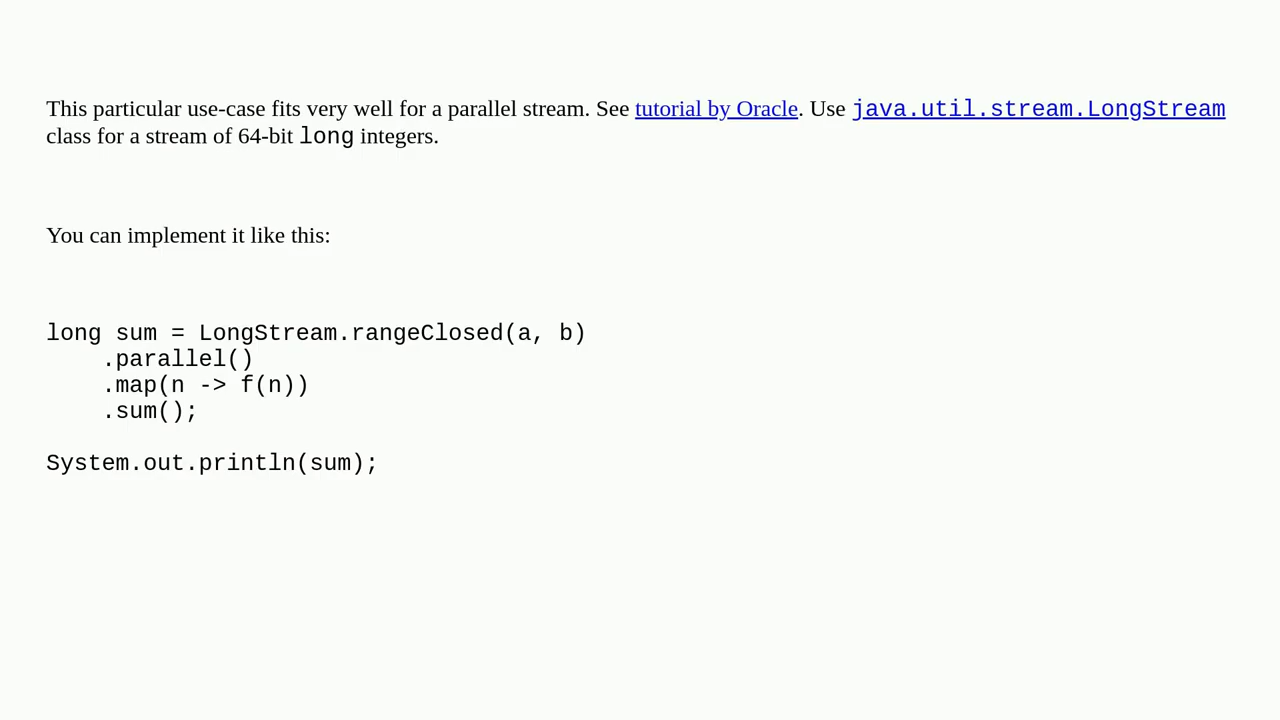 This particular use-case fits very well for a parallel stream. See tutorial by Oracle. Use java.util.stream.LongStream
class for a stream of 64-bit long integers.
You can implement it like this:
long sum = LongStream.rangeClosed(a, b)
    .parallel()
    .map(n -> f(n))
    .sum();
System.out.println(sum);